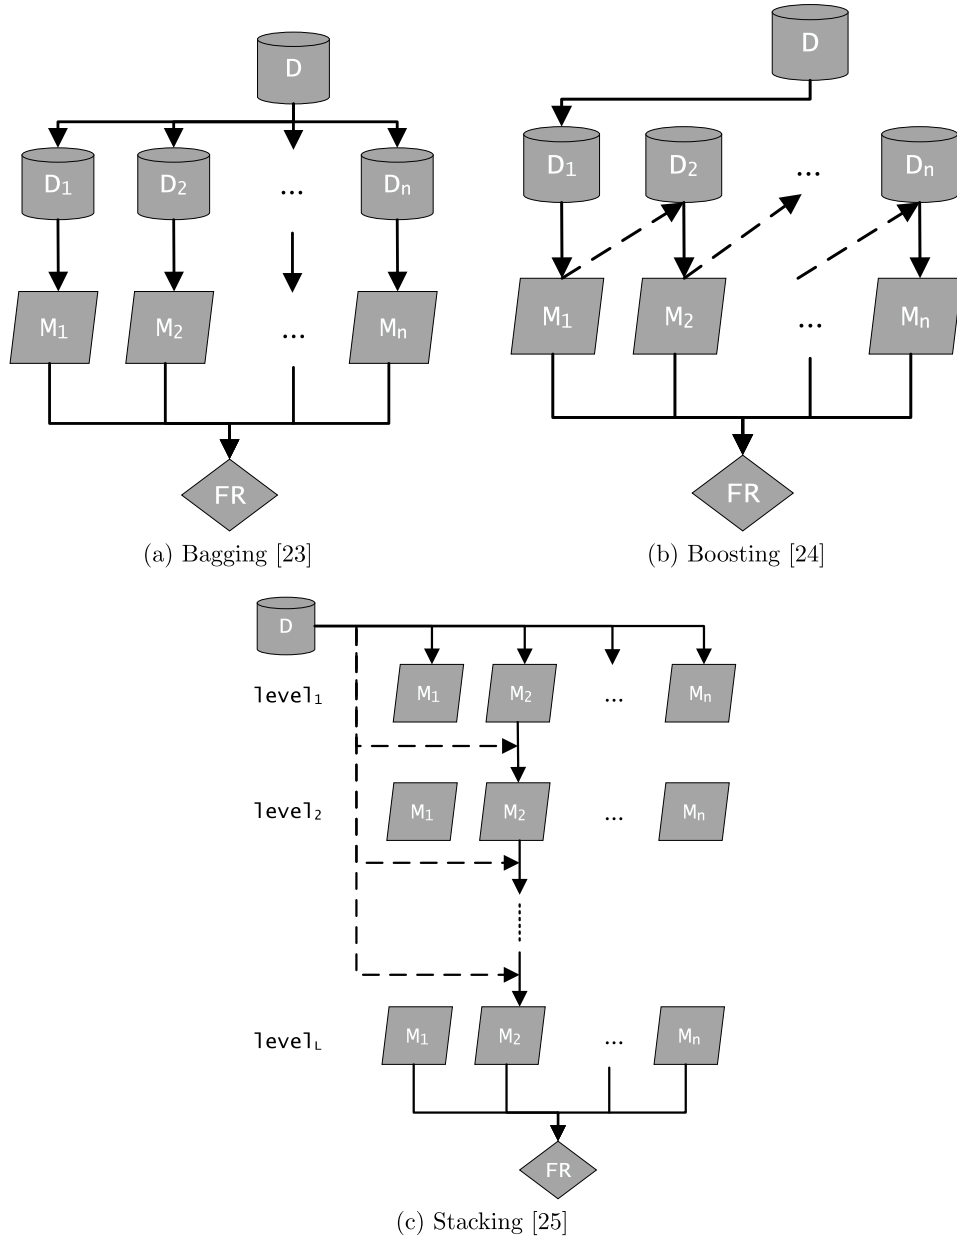 D
D₁ D₂ ... Dₙ
M₁ M₂ ... Mₙ
FR
(a) Bagging [23]
D
D₁ D₂ ... Dₙ
M₁ M₂ ... Mₙ
FR
(b) Boosting [24]
D
level₁ M₁ M₂ ... Mₙ
level₂ M₁ M₂ ... Mₙ
level_L M₁ M₂ ... Mₙ
FR
(c) Stacking [25]